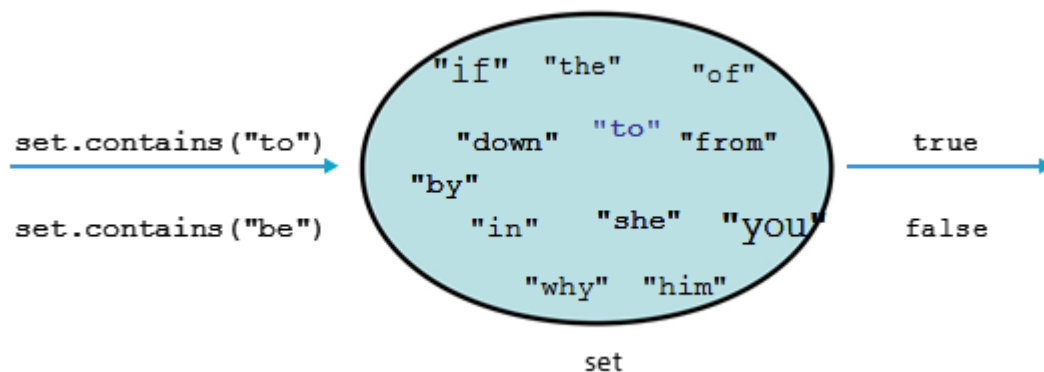 "if" "the" "of"
set.contains("to") "down" "to" "from" true
"by"
set.contains("be") "in" "she" "you" false
"why" "him"
set